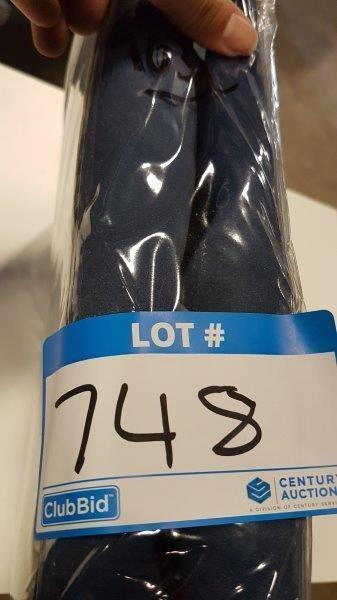 LOT #
748
ClubBid
CENTUR
AUCTION
A DIVISION OF CENTURY SERV